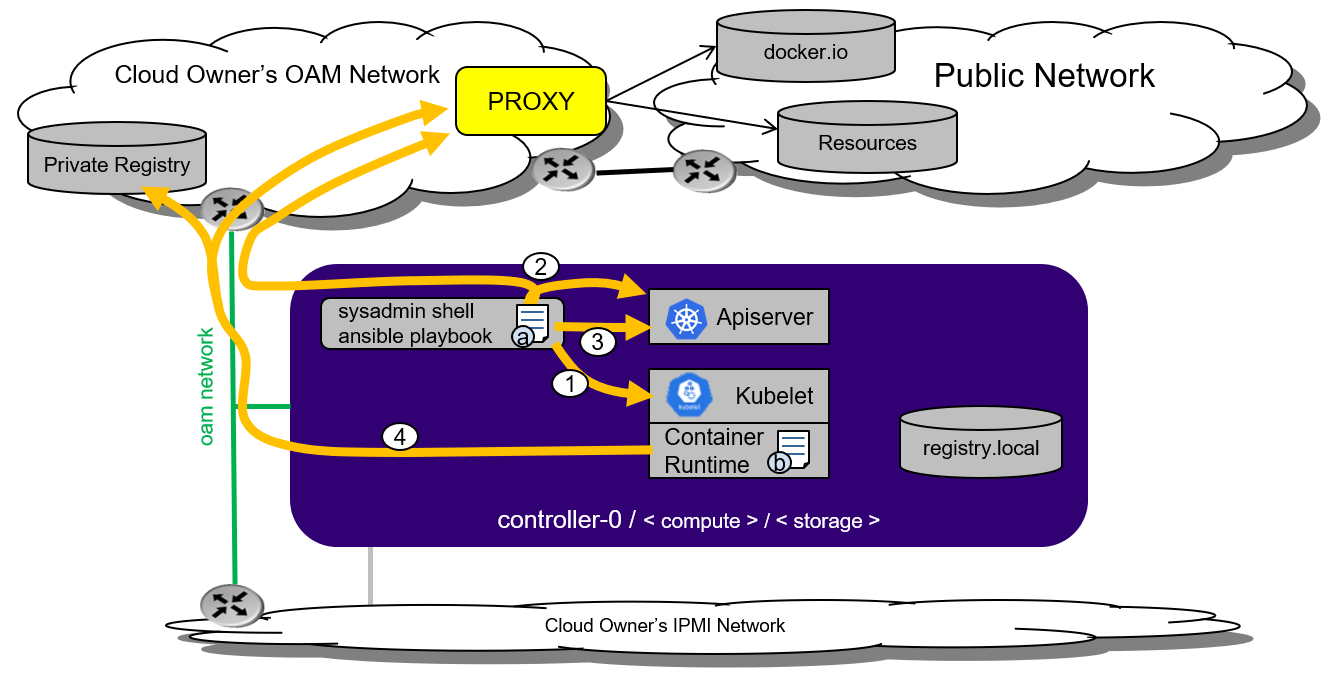 docker.io
Cloud Owner's OAM Network
Public Network
PROXY
Resources
Private Registry
2
sysadmin shell
ansible playbook
a
Apiserver
3
oam network
1
Kubelet
kubelet
4
Container
Runtime
b
registry.local
controller-0 / < compute > / < storage >
Cloud Owner's IPMI Network